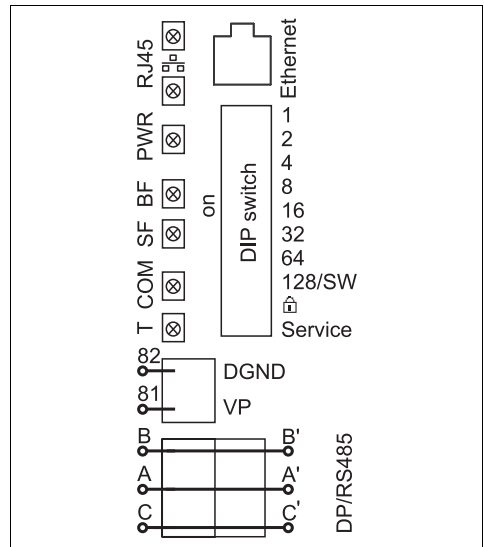 RJ45
Ethernet
PWR
BF
SF
COM
T
on
DIP switch
1
2
4
8
16
32
64
128/SW
Service
82
DGND
81
VP
B
B'
A
A'
C
C'
DP/RS485